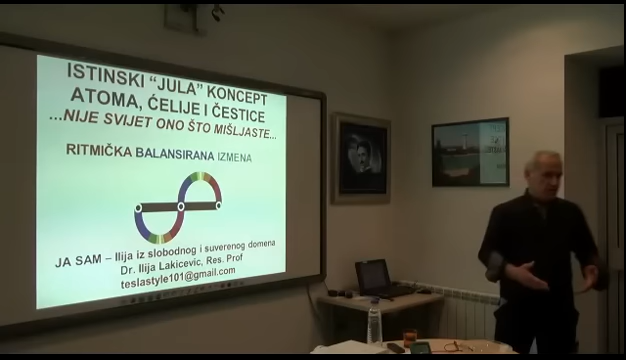 ISTINSKI “JULA” KONCEPT
ATOMA, ĆELIJE I ČESTICE
...NIJE SVIJET ONO ŠTO MIŠLJASTE...
RITMIČKA BALANSIRANA IZMENA
JA SAM – Ilija iz slobodnog i suverenog domena
Dr. Ilija Lakicevic, Res. Prof
teslastyle101@gmail.com